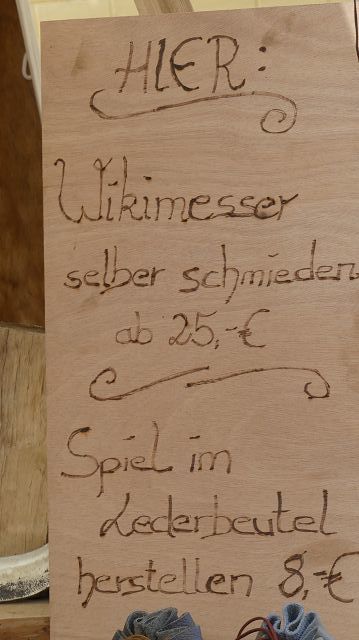 HIER:
Wikimesser
selber schmieden
ab 25,-€
Spiel im
Lederbeutel
herstellen 8,-€